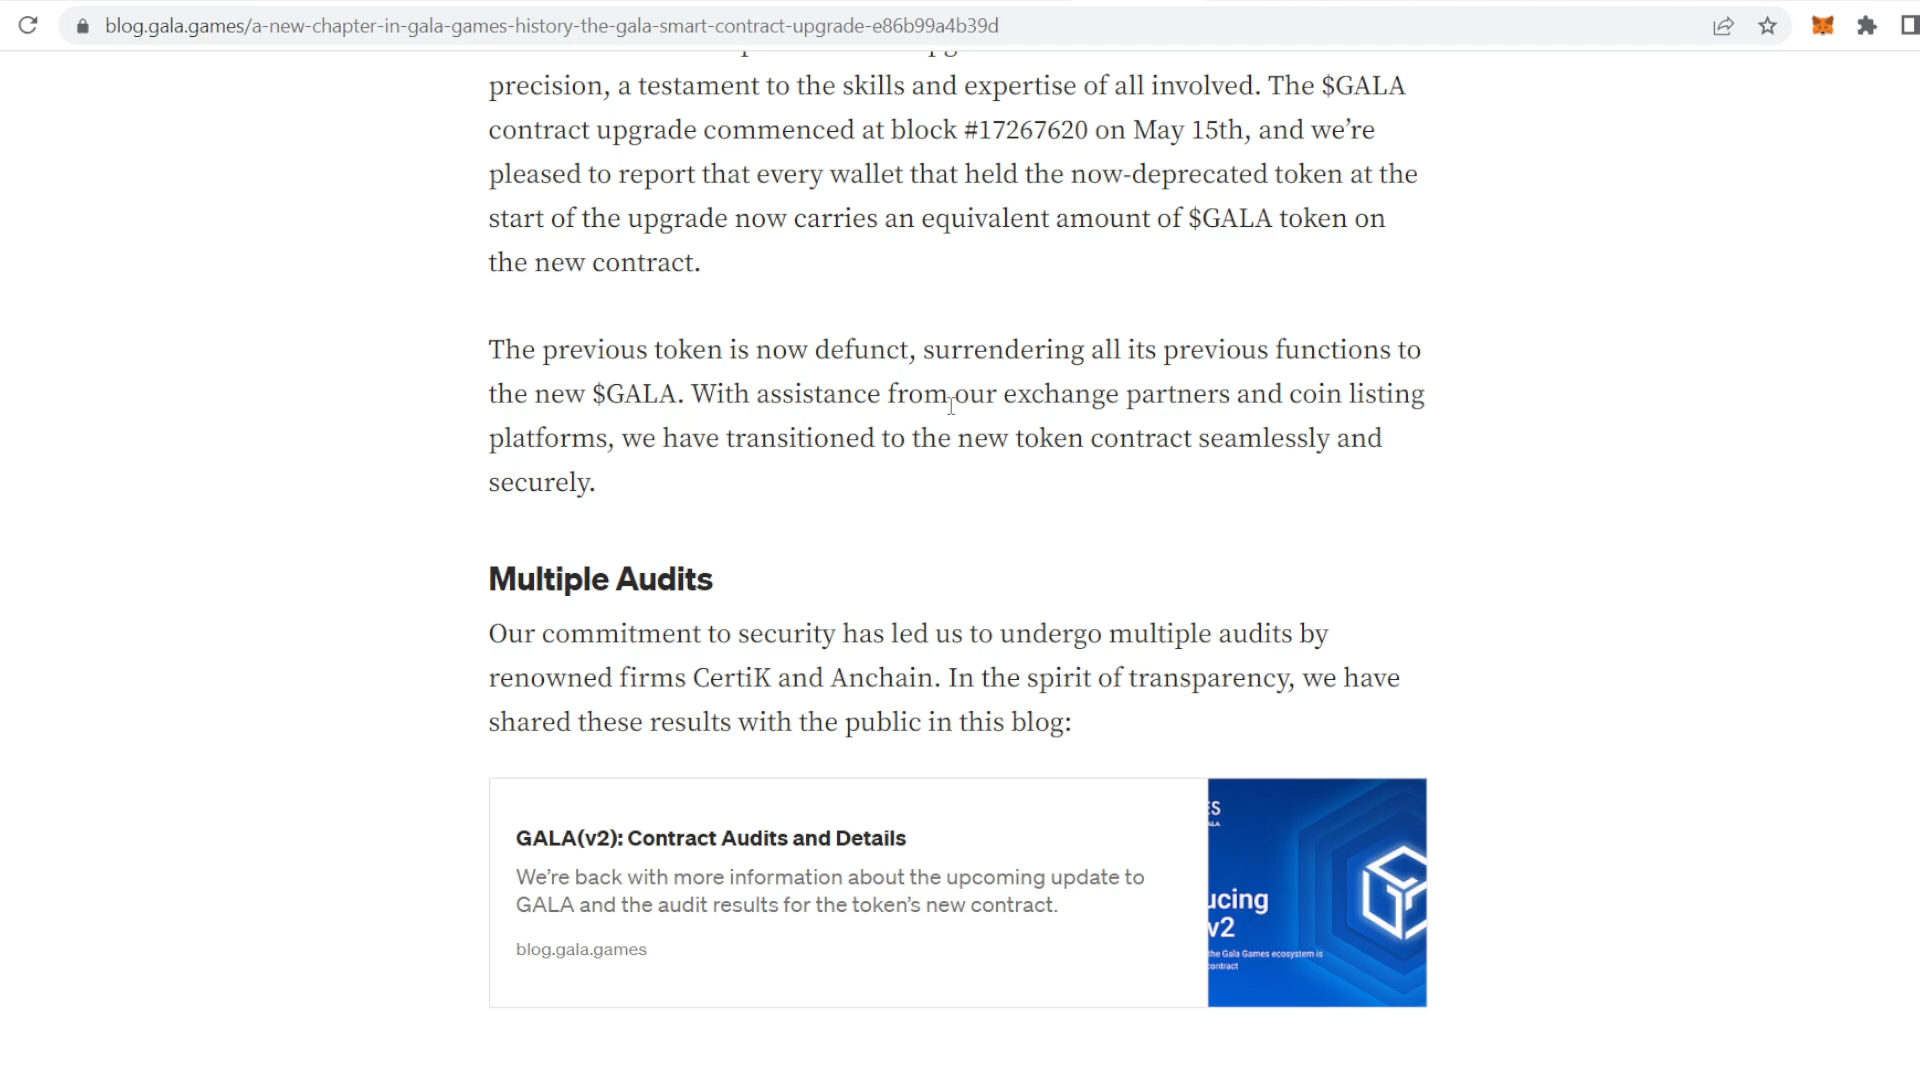 blog.gala.games/a-new-chapter-in-gala-games-history-the-gala-smart-contract-upgrade-e86b99a4b39d
precision, a testament to the skills and expertise of all involved. The $GALA
contract upgrade commenced at block #17267620 on May 15th, and we’re
pleased to report that every wallet that held the now-deprecated token at the
start of the upgrade now carries an equivalent amount of $GALA token on
the new contract.
The previous token is now defunct, surrendering all its previous functions to
the new $GALA. With assistance from our exchange partners and coin listing
platforms, we have transitioned to the new token contract seamlessly and
securely.
Multiple Audits
Our commitment to security has led us to undergo multiple audits by
renowned firms CertiK and Anchain. In the spirit of transparency, we have
shared these results with the public in this blog:
GALA(v2): Contract Audits and Details
We’re back with more information about the upcoming update to
GALA and the audit results for the token’s new contract.
blog.gala.games
ES
ALA
ucing
v2
the Gala Games ecosystem is
contract